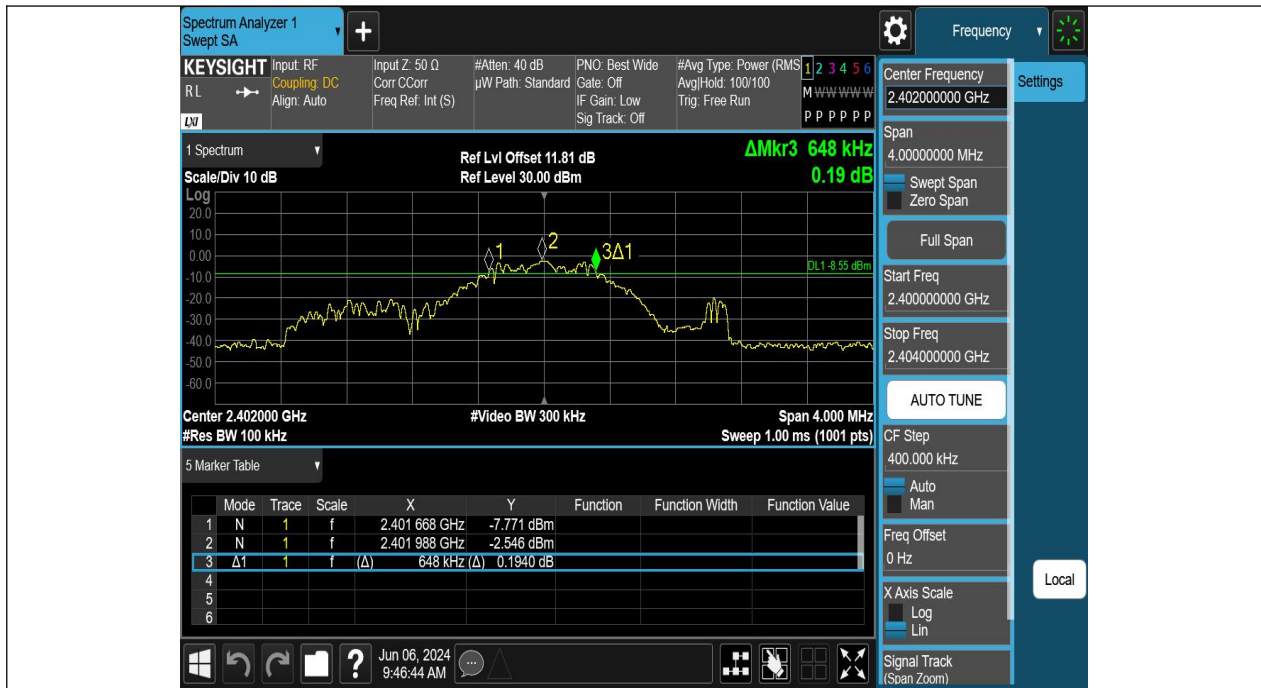 Spectrum Analyzer 1
Swept SA
+
Frequency
KEYSIGHT
RL
LXI
Input: RF
Coupling: DC
Align: Auto
Input Z: 50 Ω
Corr CCorr
Freq Ref: Int (S)
#Atten: 40 dB
µW Path: Standard
PNO: Best Wide
Gate: Off
IF Gain: Low
Sig Track: Off
#Avg Type: Power (RMS
Avg|Hold: 100/100
Trig: Free Run
1 2 3 4 5 6
M W W W W W
P P P P P P
1 Spectrum
Scale/Div 10 dB
Ref Lvl Offset 11.81 dB
Ref Level 30.00 dBm
ΔMkr3 648 kHz
0.19 dB
Log
20.0
10.0
0.00
-10.0
-20.0
-30.0
-40.0
-50.0
-60.0
1
2
3Δ1
DL1 -8.55 dBm
Center 2.402000 GHz
#Video BW 300 kHz
Span 4.000 MHz
#Res BW 100 kHz
Sweep 1.00 ms (1001 pts)
5 Marker Table
Mode Trace Scale X Y Function Function Width Function Value
1 N 1 f 2.401 668 GHz -7.771 dBm
2 N 1 f 2.401 988 GHz -2.546 dBm
3 Δ1 1 f (Δ) 648 kHz (Δ) 0.1940 dB
4
5
6
?
Jun 06, 2024
9:46:44 AM
Center Frequency
2.402000000 GHz
Settings
Span
4.00000000 MHz
Swept Span
Zero Span
Full Span
Start Freq
2.400000000 GHz
Stop Freq
2.404000000 GHz
AUTO TUNE
CF Step
400.000 kHz
Auto
Man
Freq Offset
0 Hz
X Axis Scale
Log
Lin
Local
Signal Track
(Span Zoom)